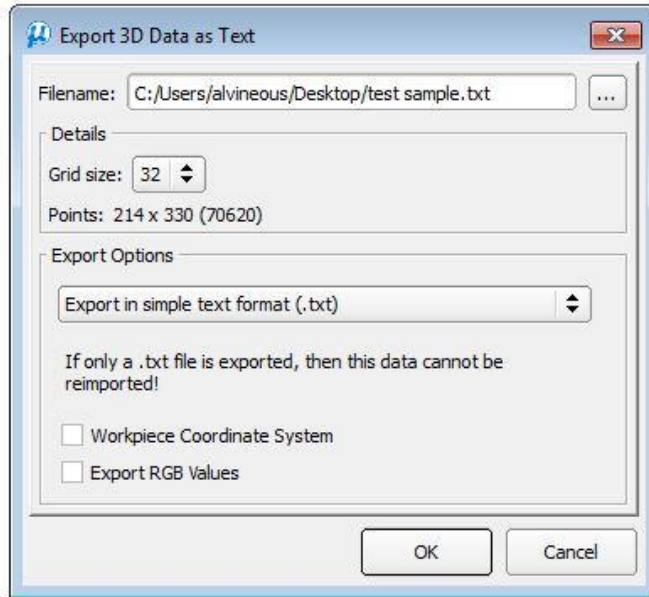 Export 3D Data as Text
Filename: C:/Users/alvineous/Desktop/test sample.txt ...
Details
Grid size: 32
Points: 214 x 330 (70620)
Export Options
Export in simple text format (.txt)
If only a .txt file is exported, then this data cannot be
reimported!
Workpiece Coordinate System
Export RGB Values
OK Cancel